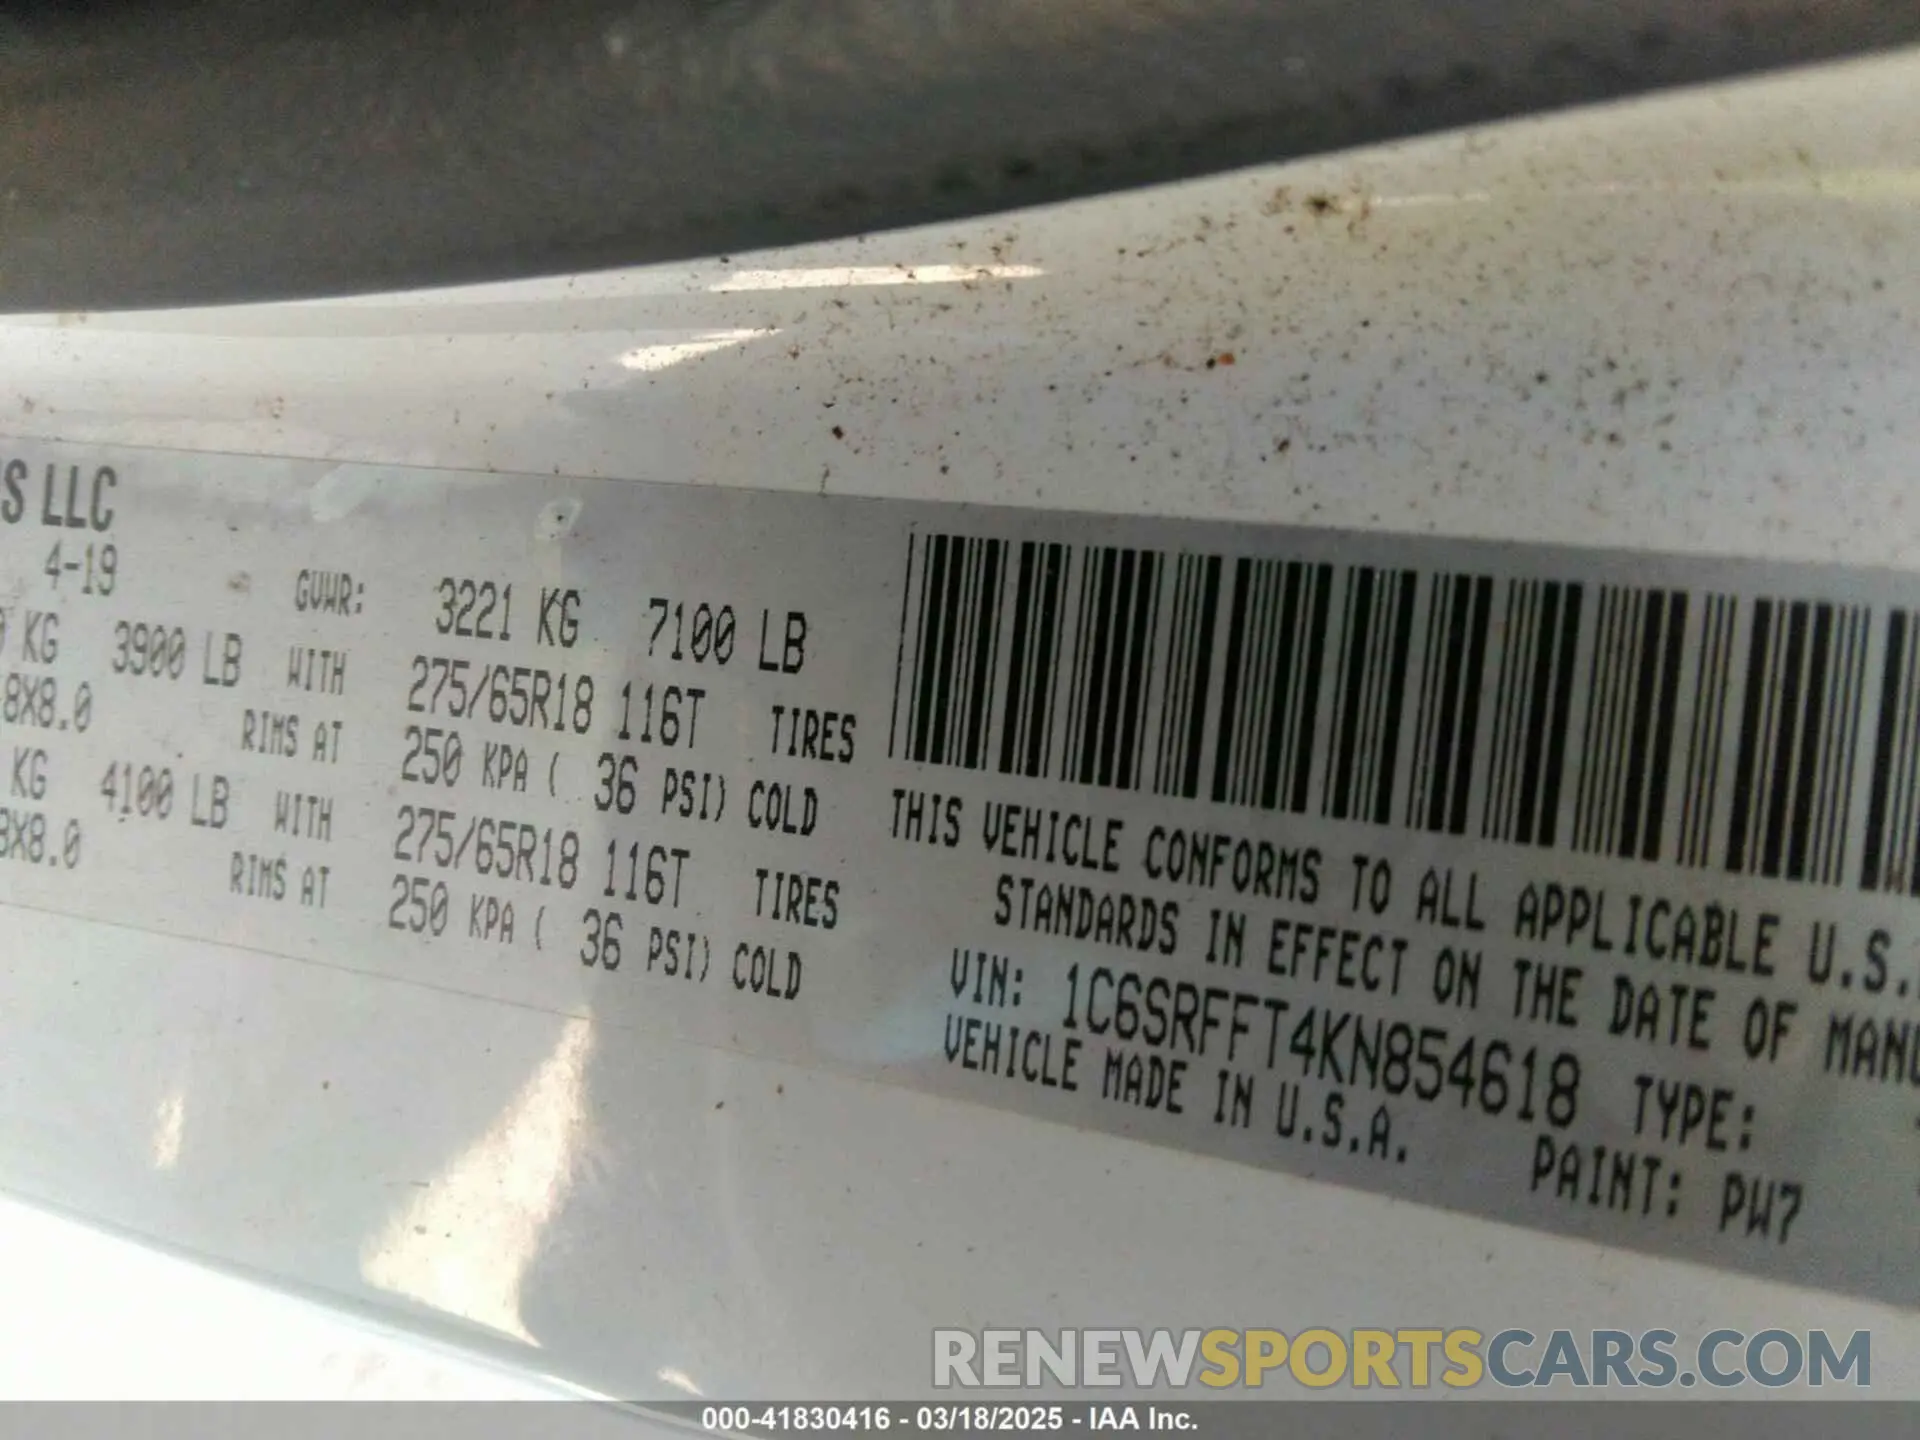 LLC
4-19 GVWR: 3221 KG 7100 LB
KG 3900 LB WITH 275/65R18 116T TIRES
8X8.0 RIMS AT 250 KPA ( 36 PSI) COLD
KG 4100 LB WITH 275/65R18 116T TIRES
8X8.0 RIMS AT 250 KPA ( 36 PSI) COLD
THIS VEHICLE CONFORMS TO ALL APPLICABLE U.S.
STANDARDS IN EFFECT ON THE DATE OF
VIN: 1C6SRFFT4KN854618 TYPE:
VEHICLE MADE IN U.S.A. PAINT: PW7
RENEWSPORTSCARS.COM
000-41830416 - 03/18/2025 - IAA Inc.